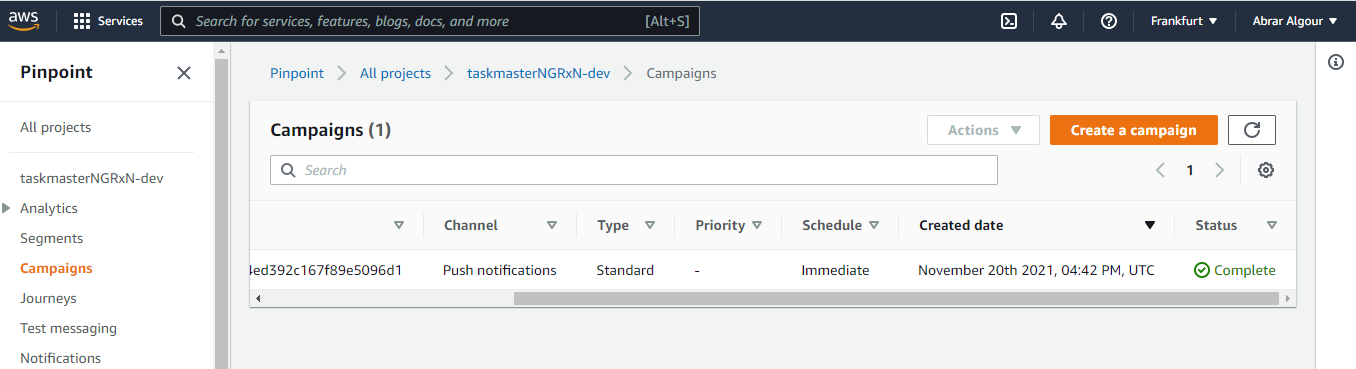 aws Services Search for services, features, blogs, docs, and more [Alt+S] Frankfurt Abrar Algour
Pinpoint
All projects
taskmasterNGRxN-dev
Analytics
Segments
Campaigns
Journeys
Test messaging
Notifications
Pinpoint All projects taskmasterNGRxN-dev Campaigns
Campaigns (1) Actions Create a campaign
Search 1
Channel Type Priority Schedule Created date Status
4ed392c167f89e5096d1 Push notifications Standard - Immediate November 20th 2021, 04:42 PM, UTC Complete